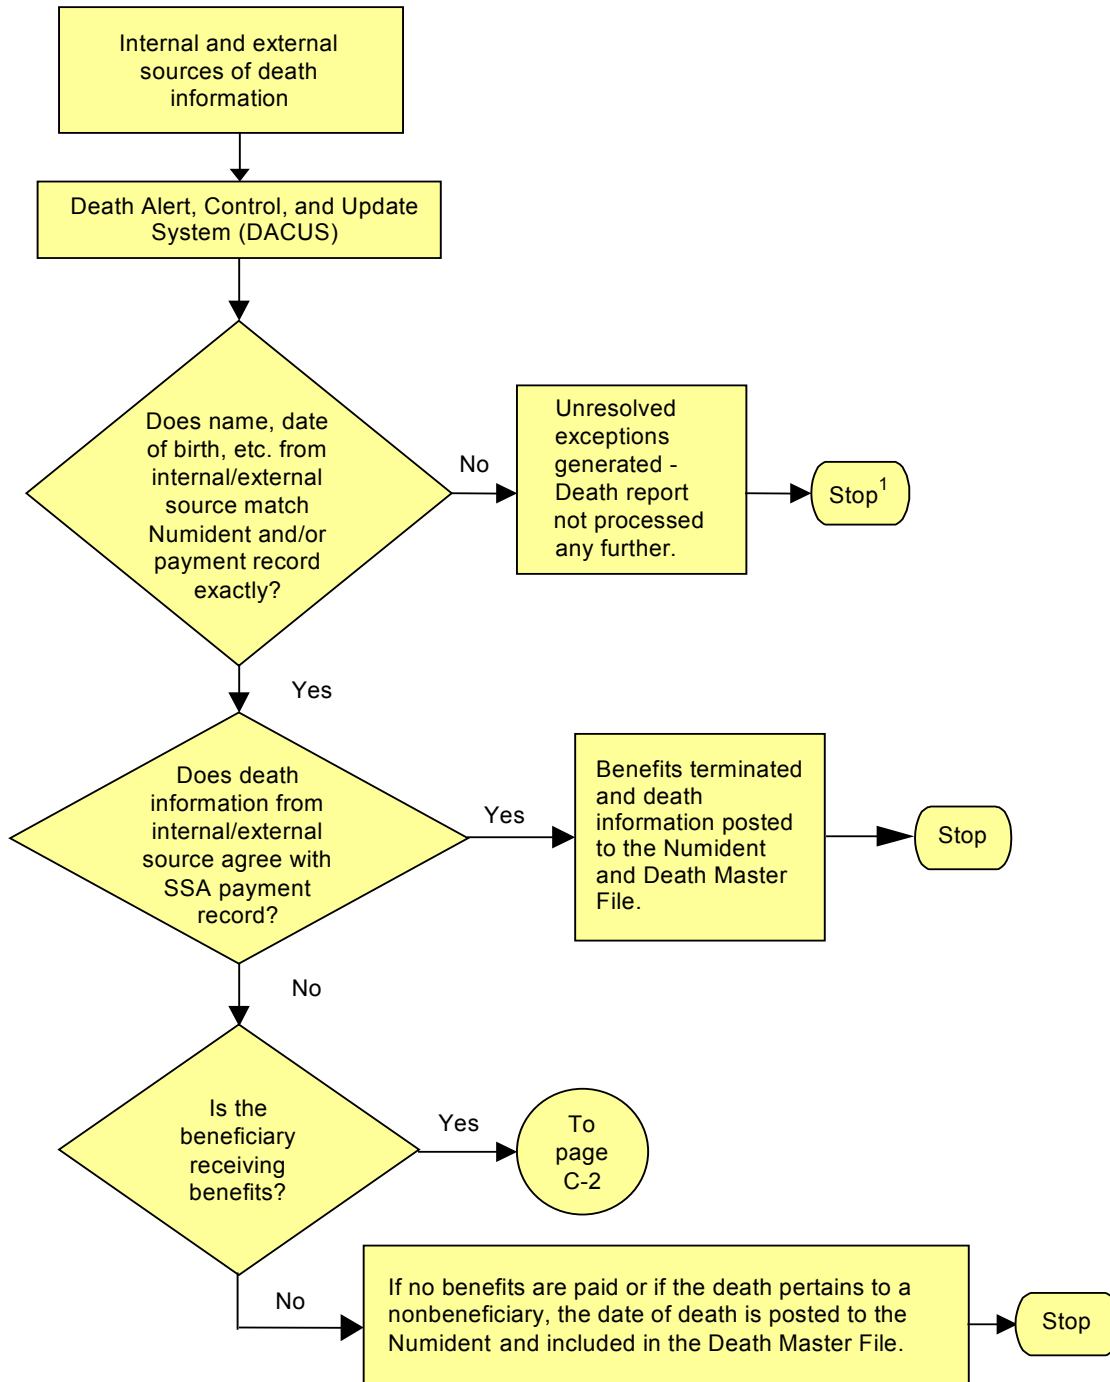 Internal and external
sources of death
information
Death Alert, Control, and Update
System (DACUS)
Does name, date
of birth, etc. from
internal/external
source match
Numident and/or
payment record
exactly?
No
Unresolved
exceptions
generated -
Death report
not processed
any further.
Stop1
Yes
Does death
information from
internal/external
source agree with
SSA payment
record?
Yes
Benefits terminated
and death
information posted
to the Numident
and Death Master
File.
Stop
No
Is the
beneficiary
receiving
benefits?
Yes
To
page
C-2
No
If no benefits are paid or if the death pertains to a
nonbeneficiary, the date of death is posted to the
Numident and included in the Death Master File.
Stop